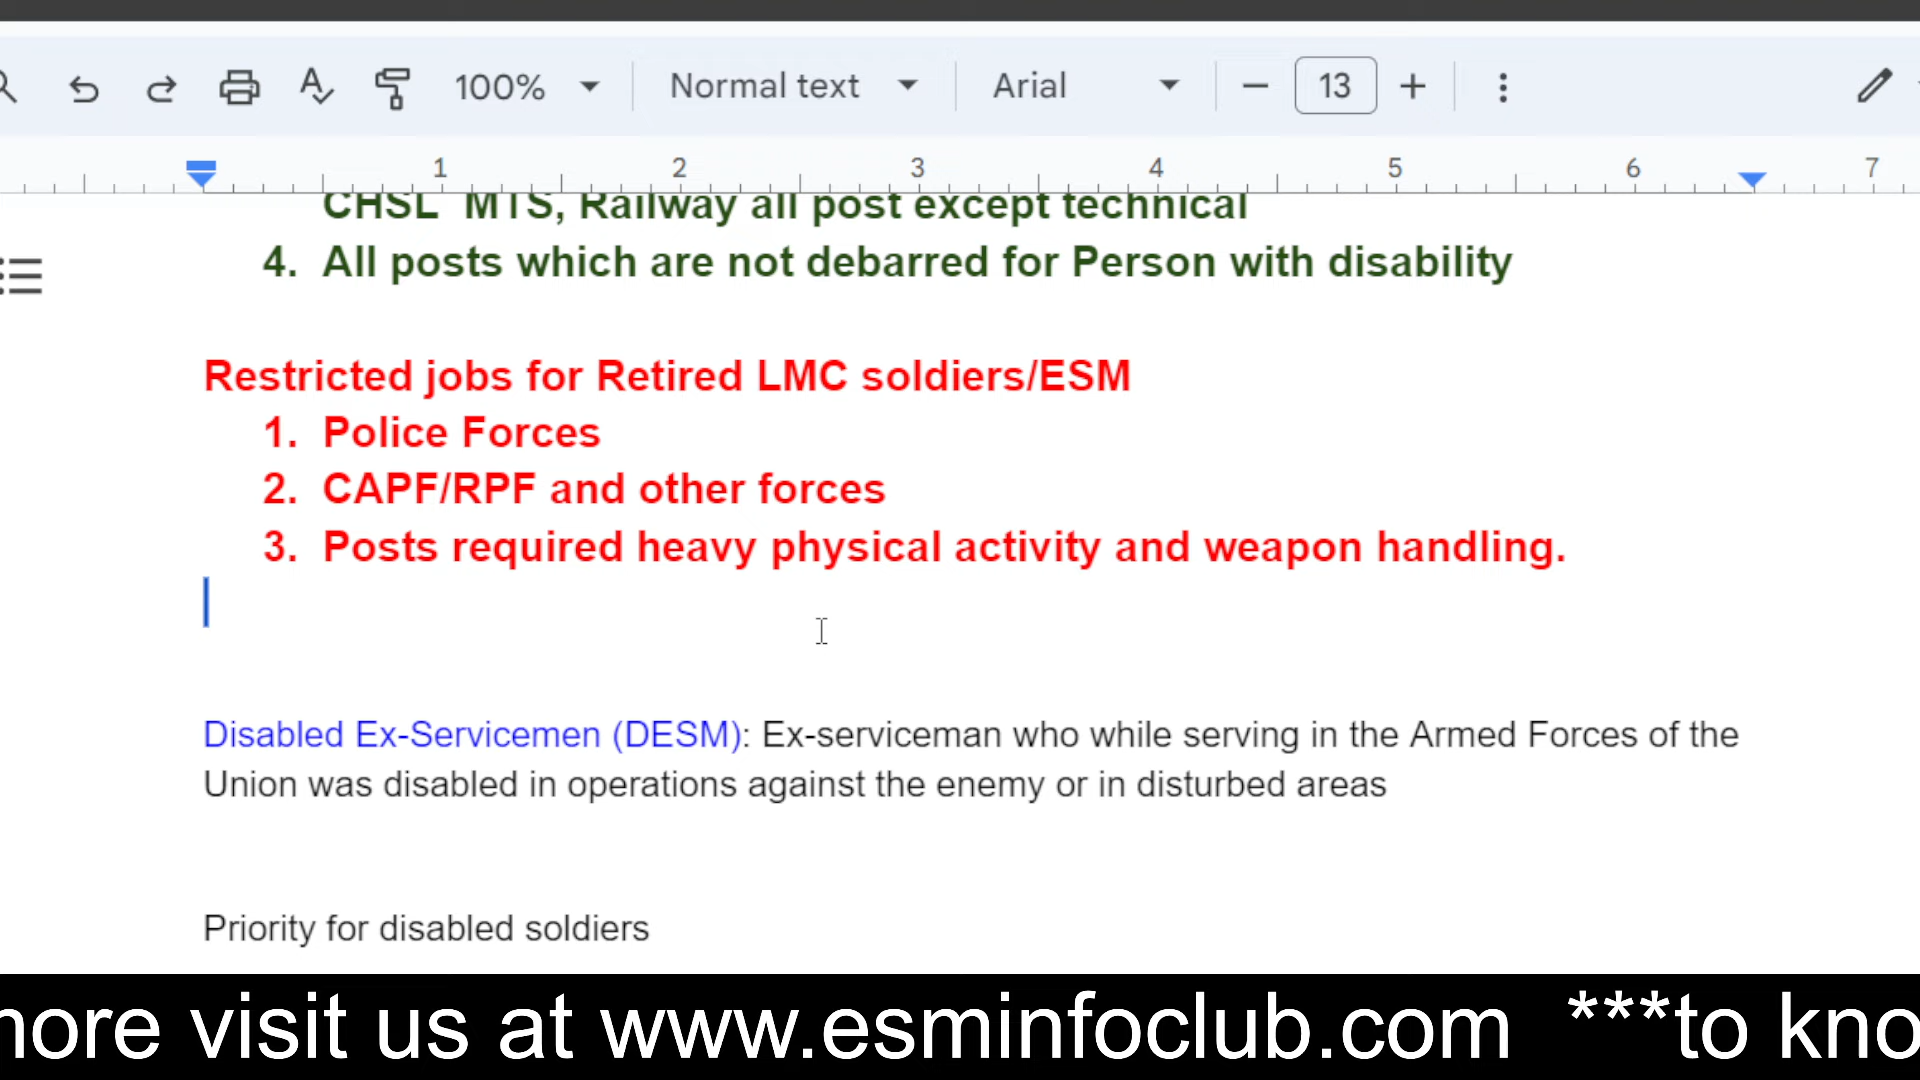 100% Normal text Arial 13
1 2 3 4 5 6 7
CHSL MTS, Railway all post except technical
4. All posts which are not debarred for Person with disability
Restricted jobs for Retired LMC soldiers/ESM
1. Police Forces
2. CAPF/RPF and other forces
3. Posts required heavy physical activity and weapon handling.
Disabled Ex-Servicemen (DESM): Ex-serviceman who while serving in the Armed Forces of the
Union was disabled in operations against the enemy or in disturbed areas
Priority for disabled soldiers
more visit us at www.esminfoclub.com ***to kno